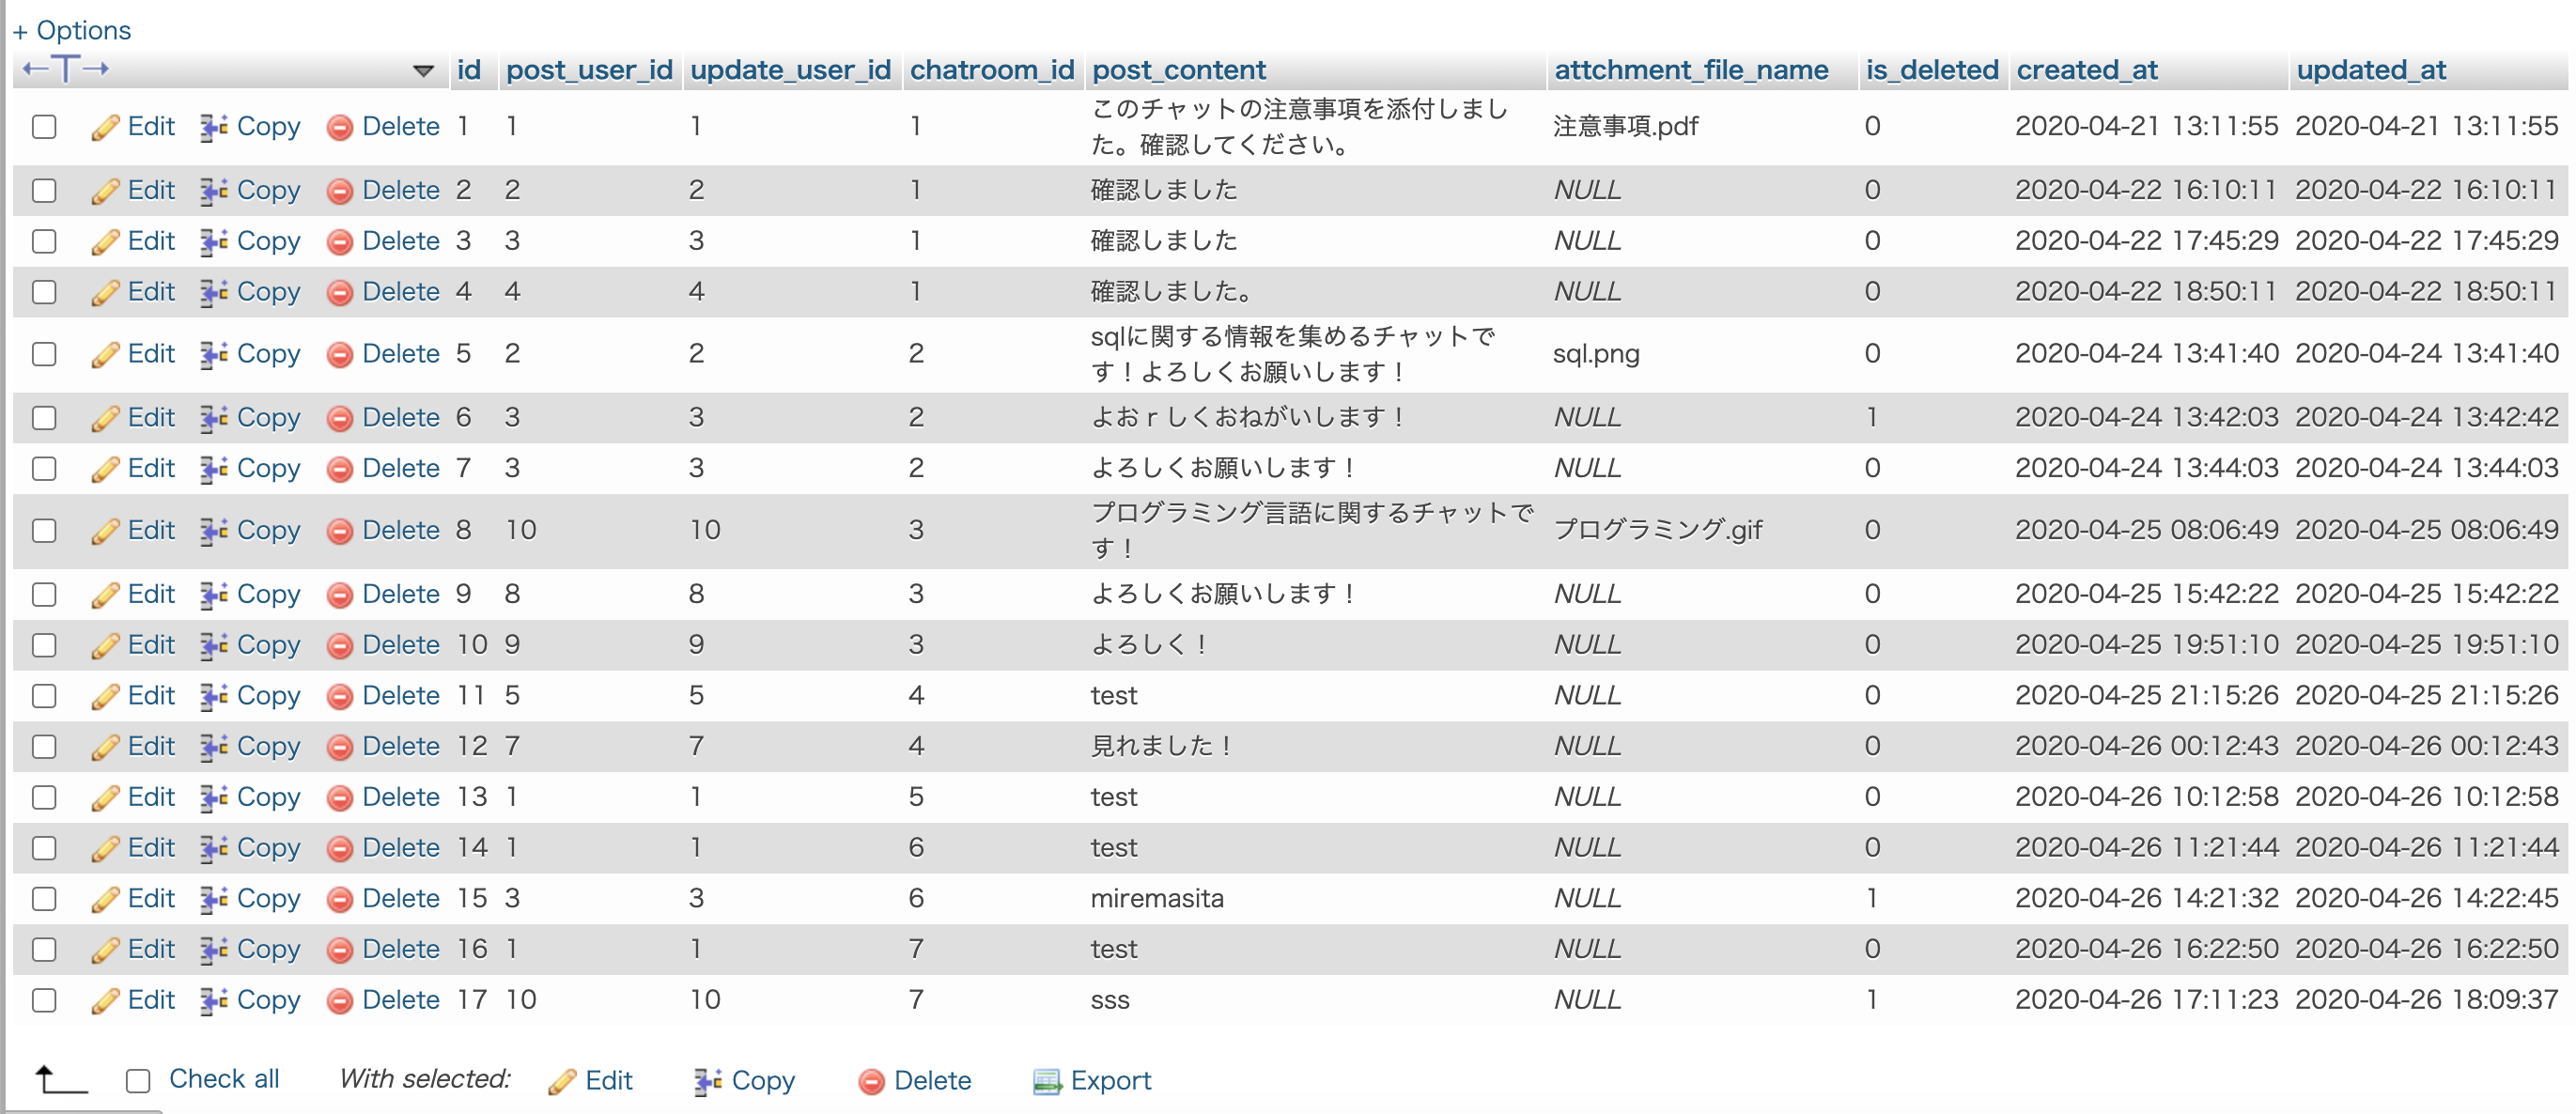 + Options
←T→ id post_user_id update_user_id chatroom_id post_content attchment_file_name is_deleted created_at updated_at
Edit Copy Delete 1 1 1 1 このチャットの注意事項を添付しまし
た。確認してください。 注意事項.pdf 0 2020-04-21 13:11:55 2020-04-21 13:11:55
Edit Copy Delete 2 2 2 1 確認しました NULL 0 2020-04-22 16:10:11 2020-04-22 16:10:11
Edit Copy Delete 3 3 3 1 確認しました NULL 0 2020-04-22 17:45:29 2020-04-22 17:45:29
Edit Copy Delete 4 4 4 1 確認しました。 NULL 0 2020-04-22 18:50:11 2020-04-22 18:50:11
Edit Copy Delete 5 2 2 2 sqlに関する情報を集めるチャットで
す！よろしくお願いします！ sql.png 0 2020-04-24 13:41:40 2020-04-24 13:41:40
Edit Copy Delete 6 3 3 2 よおｒしくおねがいします！ NULL 1 2020-04-24 13:42:03 2020-04-24 13:42:42
Edit Copy Delete 7 3 3 2 よろしくお願いします！ NULL 0 2020-04-24 13:44:03 2020-04-24 13:44:03
Edit Copy Delete 8 10 10 3 プログラミング言語に関するチャットで
す！ プログラミング.gif 0 2020-04-25 08:06:49 2020-04-25 08:06:49
Edit Copy Delete 9 8 8 3 よろしくお願いします！ NULL 0 2020-04-25 15:42:22 2020-04-25 15:42:22
Edit Copy Delete 10 9 9 3 よろしく！ NULL 0 2020-04-25 19:51:10 2020-04-25 19:51:10
Edit Copy Delete 11 5 5 4 test NULL 0 2020-04-25 21:15:26 2020-04-25 21:15:26
Edit Copy Delete 12 7 7 4 見れました！ NULL 0 2020-04-26 00:12:43 2020-04-26 00:12:43
Edit Copy Delete 13 1 1 5 test NULL 0 2020-04-26 10:12:58 2020-04-26 10:12:58
Edit Copy Delete 14 1 1 6 test NULL 0 2020-04-26 11:21:44 2020-04-26 11:21:44
Edit Copy Delete 15 3 3 6 miremasita NULL 1 2020-04-26 14:21:32 2020-04-26 14:22:45
Edit Copy Delete 16 1 1 7 test NULL 0 2020-04-26 16:22:50 2020-04-26 16:22:50
Edit Copy Delete 17 10 10 7 sss NULL 1 2020-04-26 17:11:23 2020-04-26 18:09:37
Check all With selected: Edit Copy Delete Export